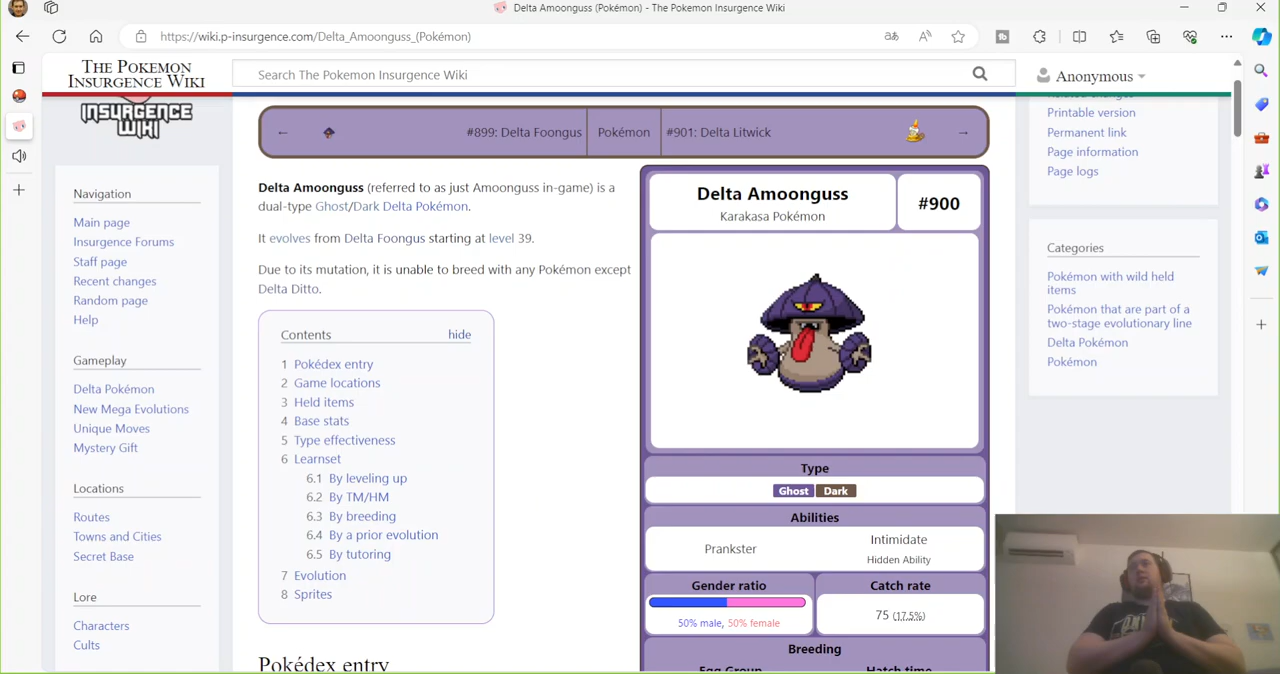 Delta Amoonguss (Pokémon) - The Pokemon Insurgence Wiki
https://wiki.p-insurgence.com/Delta_Amoonguss_(Pokémon)
THE POKEMON
INSURGENCE WIKI
Search The Pokemon Insurgence Wiki
Anonymous
INSURGENCE
WIKI
Navigation
Main page
Insurgence Forums
Staff page
Recent changes
Random page
Help
Gameplay
Delta Pokémon
New Mega Evolutions
Unique Moves
Mystery Gift
Locations
Routes
Towns and Cities
Secret Base
Lore
Characters
Cults
← #899: Delta Foongus Pokémon #901: Delta Litwick →
Delta Amoonguss (referred to as just Amoonguss in-game) is a
dual-type Ghost/Dark Delta Pokémon.
It evolves from Delta Foongus starting at level 39.
Due to its mutation, it is unable to breed with any Pokémon except
Delta Ditto.
Contents hide
1 Pokédex entry
2 Game locations
3 Held items
4 Base stats
5 Type effectiveness
6 Learnset
6.1 By leveling up
6.2 By TM/HM
6.3 By breeding
6.4 By a prior evolution
6.5 By tutoring
7 Evolution
8 Sprites
Pokédex entry
Delta Amoonguss
Karakasa Pokémon
#900
Type
Ghost Dark
Abilities
Prankster
Intimidate
Hidden Ability
Gender ratio
50% male, 50% female
Catch rate
75 (17.5%)
Breeding
Egg Group
Hatch time
Related changes
Printable version
Permanent link
Page information
Page logs
Categories
Pokémon with wild held
items
Pokémon that are part of a
two-stage evolutionary line
Delta Pokémon
Pokémon